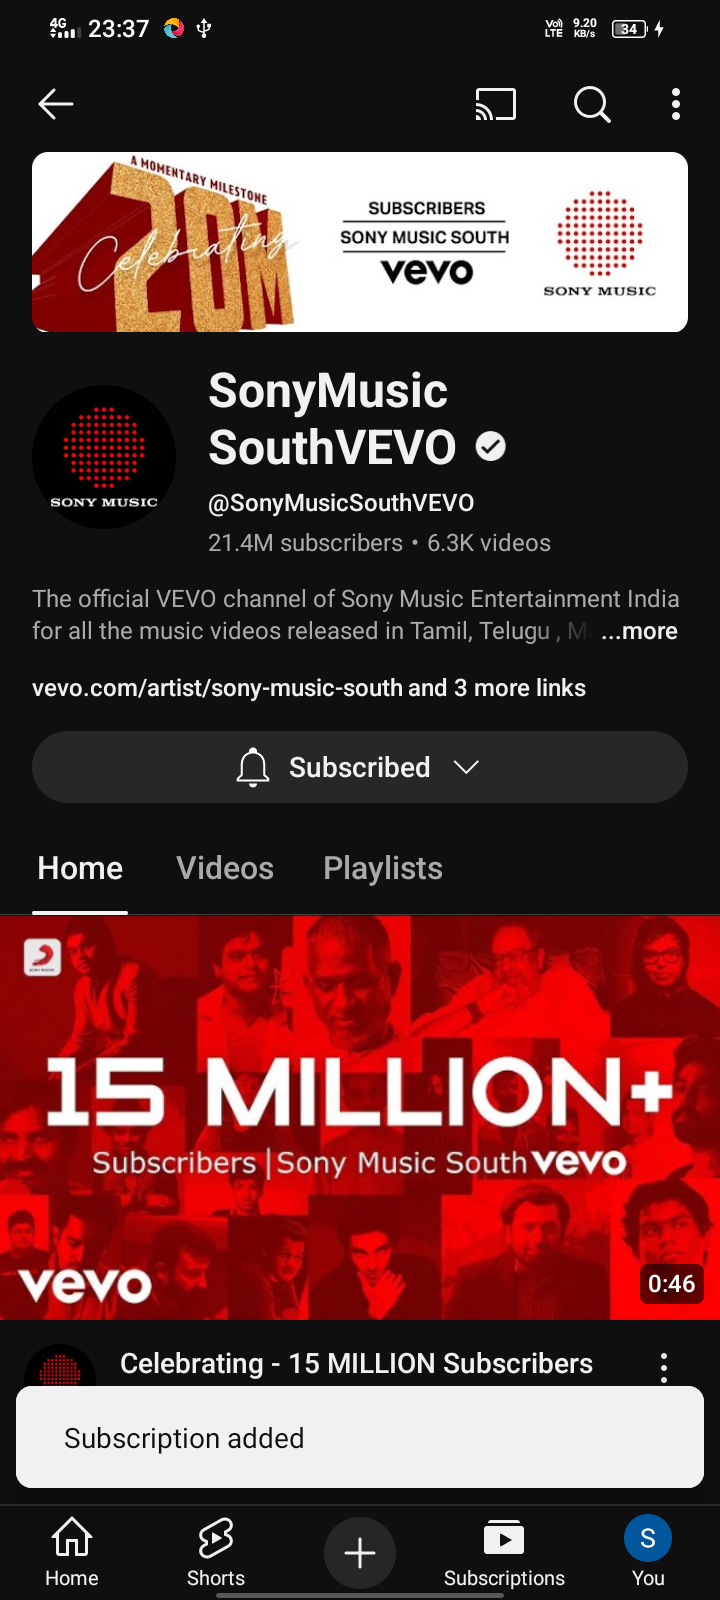 4G 23:37 Vo)) LTE 9.20 KB/s 34
A MOMENTARY MILESTONE
20M
Celebrating
SUBSCRIBERS
SONY MUSIC SOUTH
vevo
SONY MUSIC
SonyMusic
SouthVEVO
SONY MUSIC
@SonyMusicSouthVEVO
21.4M subscribers • 6.3K videos
The official VEVO channel of Sony Music Entertainment India
for all the music videos released in Tamil, Telugu , M ...more
vevo.com/artist/sony-music-south and 3 more links
Subscribed
Home Videos Playlists
15 MILLION+
Subscribers | Sony Music South vevo
vevo
0:46
Celebrating - 15 MILLION Subscribers
Subscription added
S
Home Shorts Subscriptions You